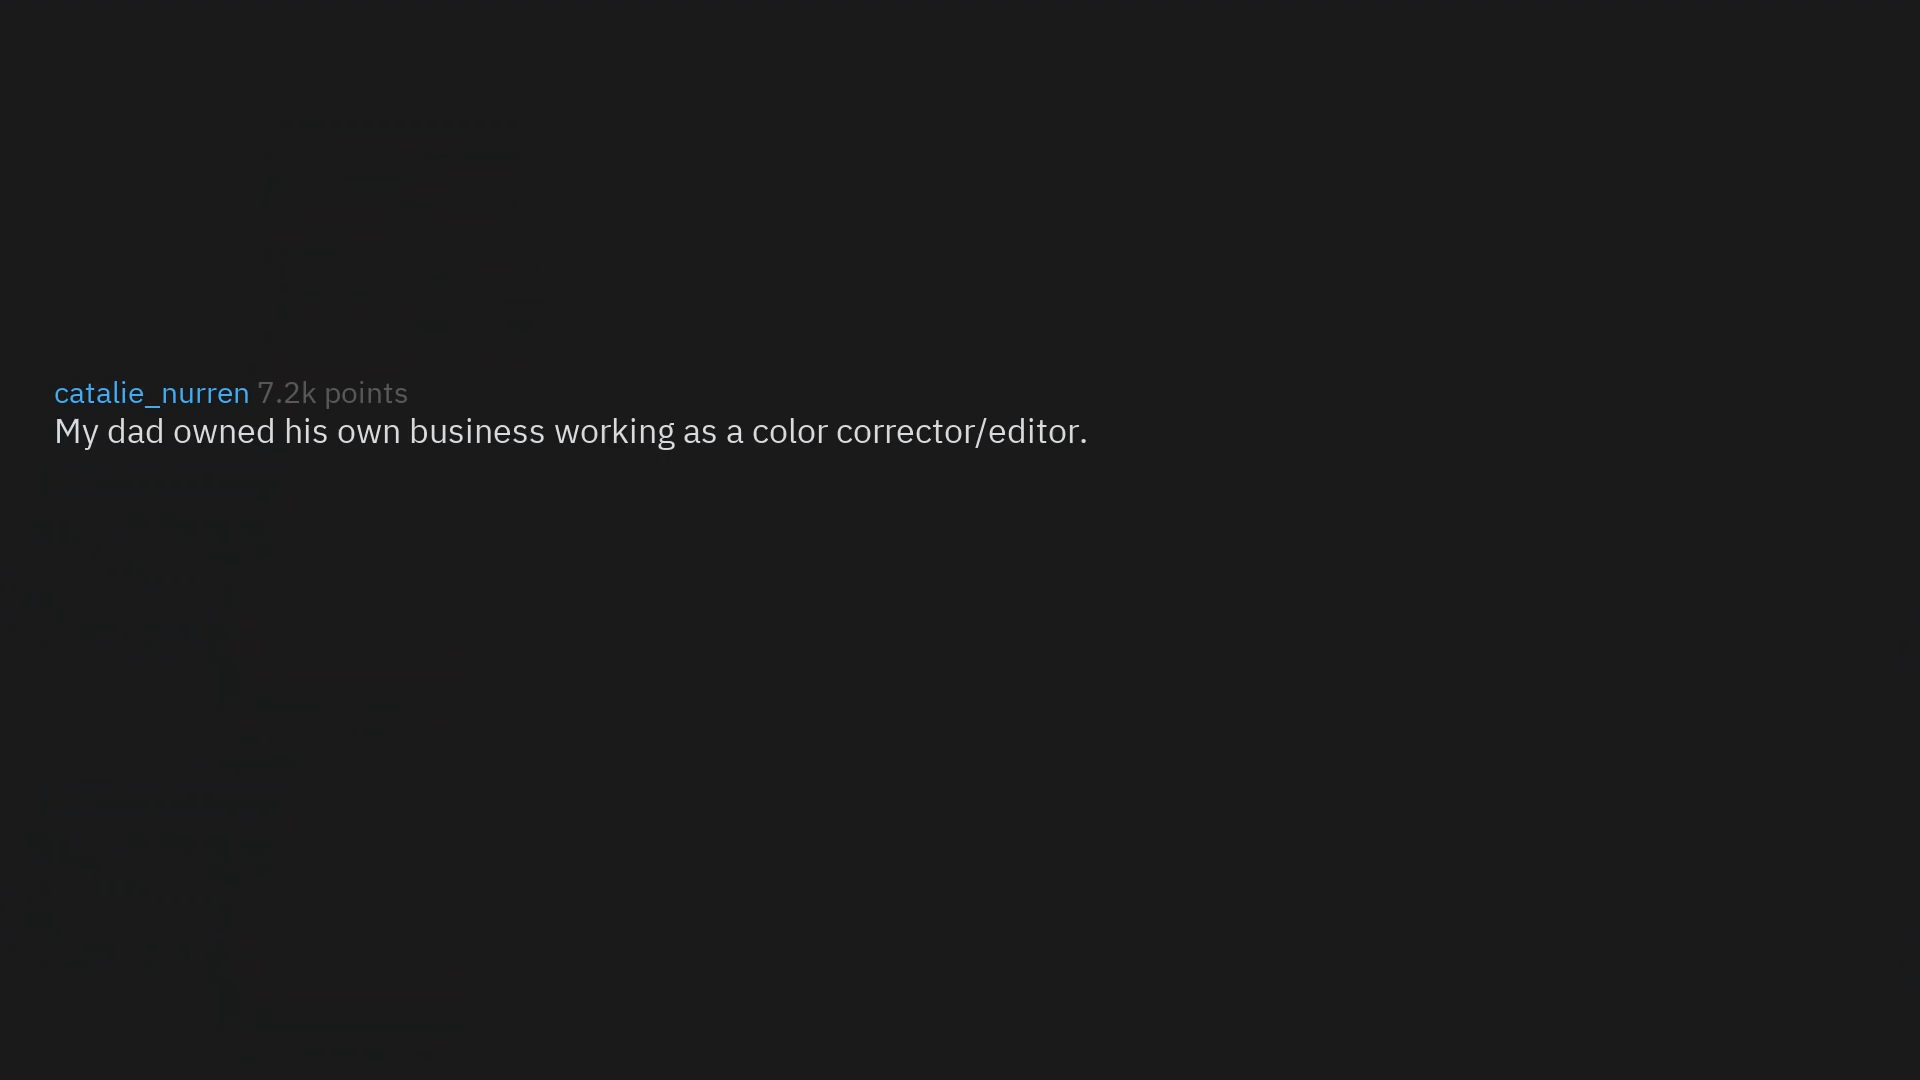 catalie_nurren 7.2k points
My dad owned his own business working as a color corrector/editor.